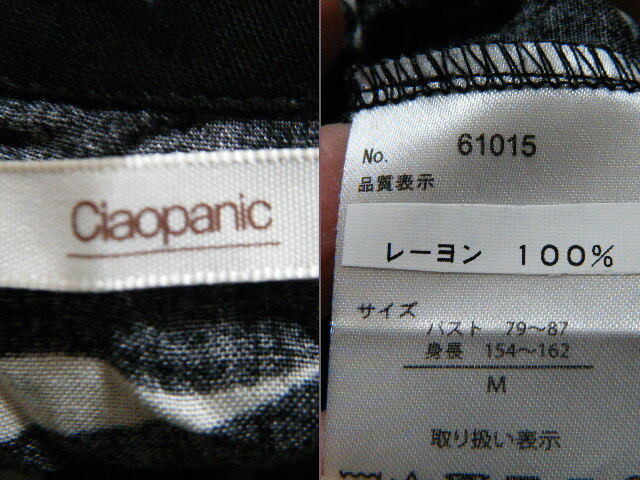 Ciaopanic
No. 61015
品質表示
レーヨン 100%
サイズ
バスト 79～87
身長 154～162
M
取り扱い表示